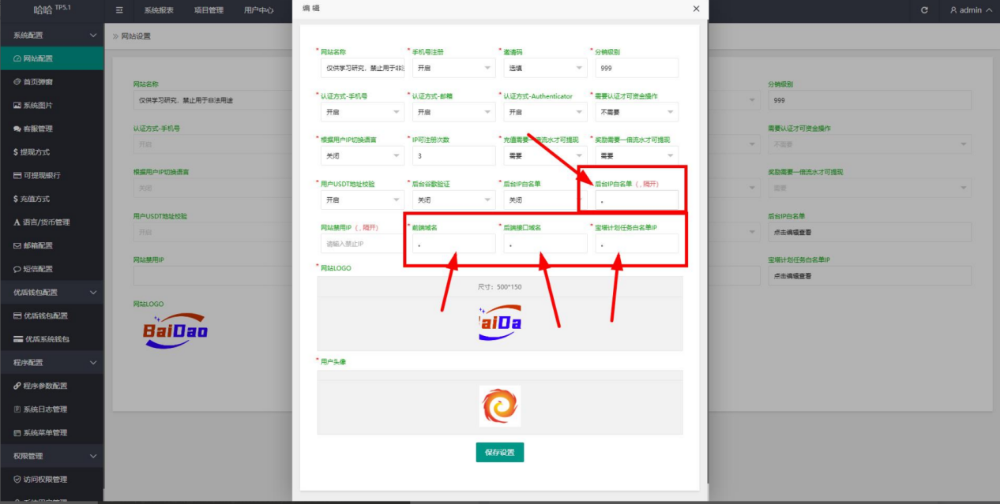 哈哈 TP5.1
系统报表 项目管理 用户中心
编 辑
admin
系统配置
网站配置
首页弹窗
系统图片
客服管理
$ 提现方式
可提现银行
$ 充值方式
A 语言/货币管理
邮箱配置
短信配置
优盾钱包配置
优盾钱包配置
优盾系统钱包
程序配置
程序参数配置
系统日志管理
系统菜单管理
权限管理
访问权限管理
网站设置
网站名称
仅供学习研究、禁止用于非法用途
认证方式-手机号
开启
根据用户IP切换语言
关闭
用户USDT地址校验
开启
网站禁用IP
网站LOGO
BaiDao
* 网站名称 * 手机号注册 * 邀请码 * 分销级别
仅供学习研究、禁止用于非 开启 选填 999
* 认证方式-手机号 * 认证方式-邮箱 * 认证方式-Authenticator * 需要认证才可资金操作
开启 开启 开启 不需要
* 根据用户IP切换语言 * IP可注册次数 * 充值需要一倍流水才可提现 * 奖励需要一倍流水才可提现
关闭 3 需要 需要
* 用户USDT地址校验 * 后台谷歌验证 * 后台IP白名单 * 后台IP白名单 ( , 隔开)
开启 关闭 关闭 .
网站禁用IP ( , 隔开) * 前端域名 * 后端接口域名 * 宝塔计划任务白名单IP
请输入禁止IP . . .
* 网站LOGO
尺寸：500*150
aiDa
* 用户头像
保存设置
分销级别
999
需要认证才可资金操作
不需要
奖励需要一倍流水才可提现
需要
后台IP白名单
点击编辑查看
宝塔计划任务白名单IP
点击编辑查看